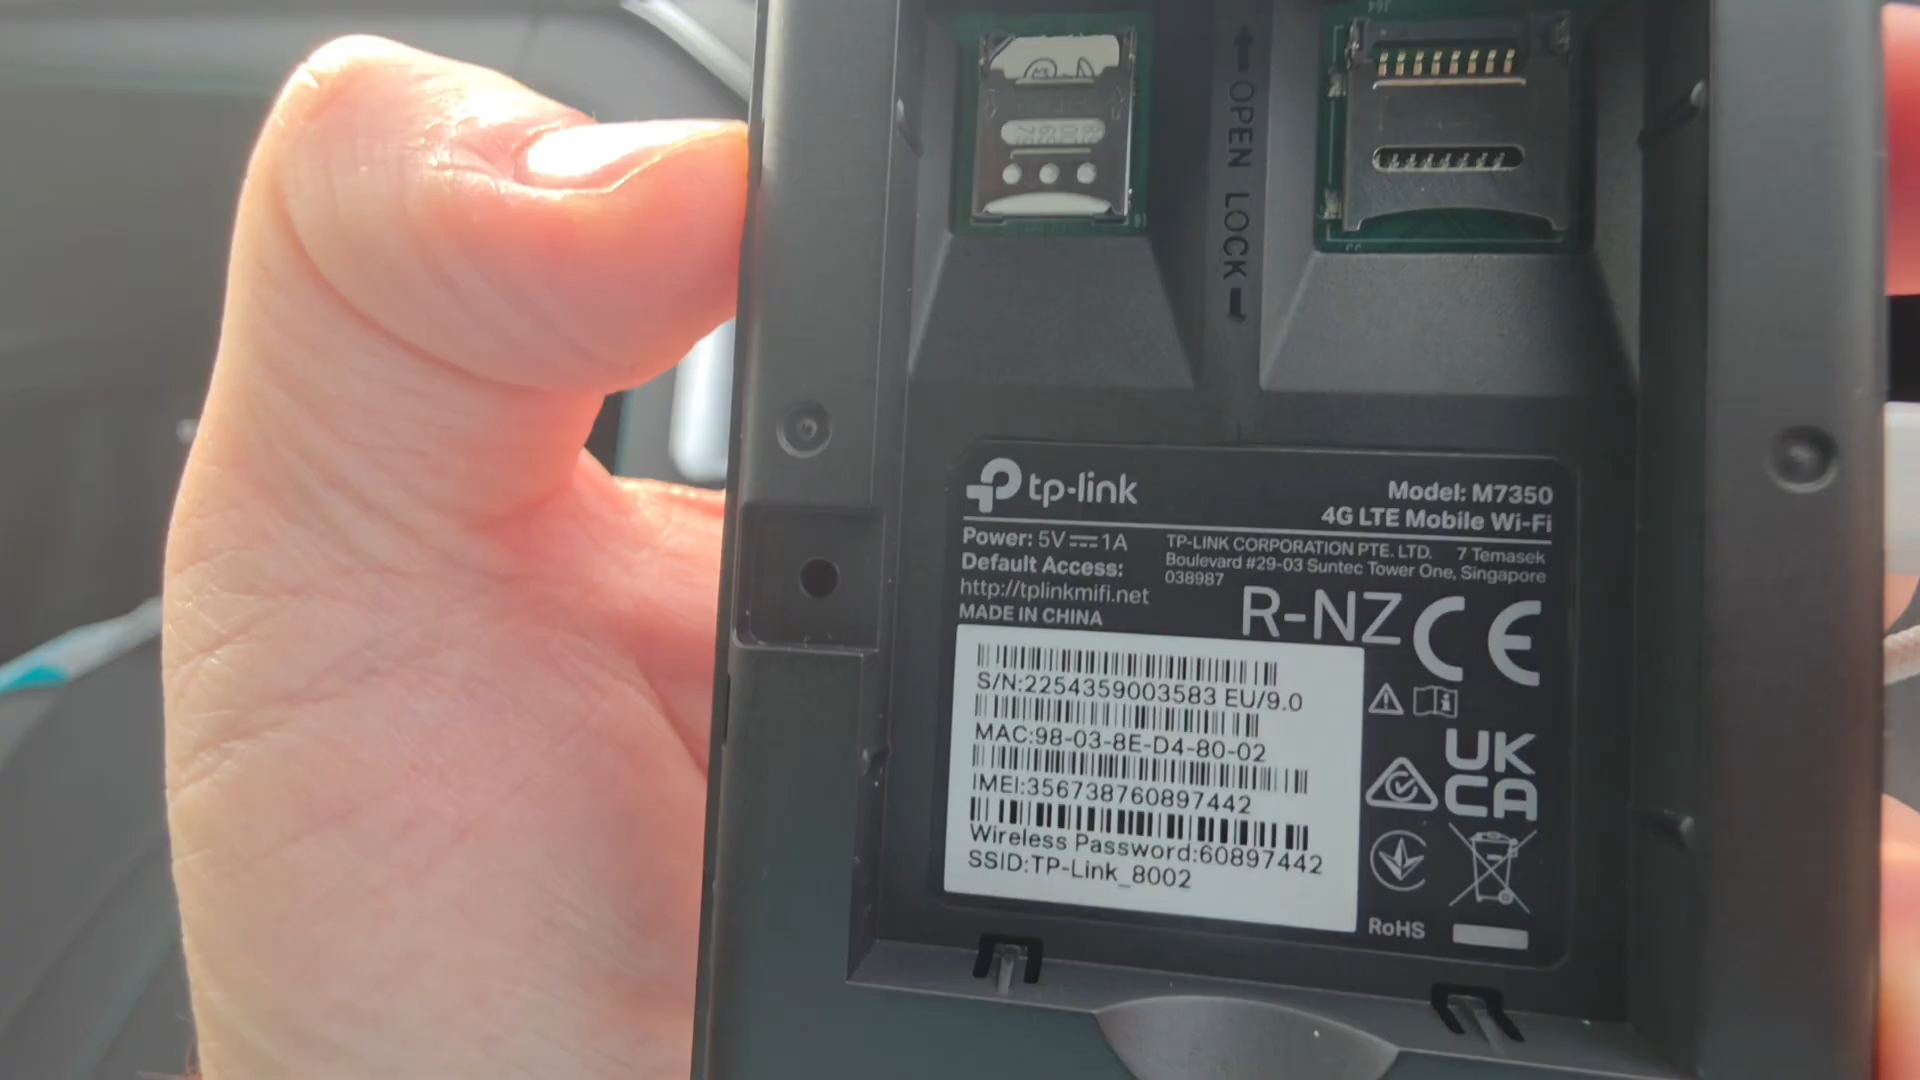 OPEN LOCK
tp-link
Model: M7350
4G LTE Mobile Wi-Fi
Power: 5V⎓1A
Default Access:
http://tplinkmifi.net
MADE IN CHINA
TP-LINK CORPORATION PTE. LTD. 7 Temasek
Boulevard #29-03 Suntec Tower One, Singapore
038987
R-NZ CE
S/N:2254359003583 EU/9.0
MAC:98-03-8E-D4-80-02
IMEI:356738760897442
Wireless Password:60897442
SSID:TP-Link_8002
UK
CA
RoHS